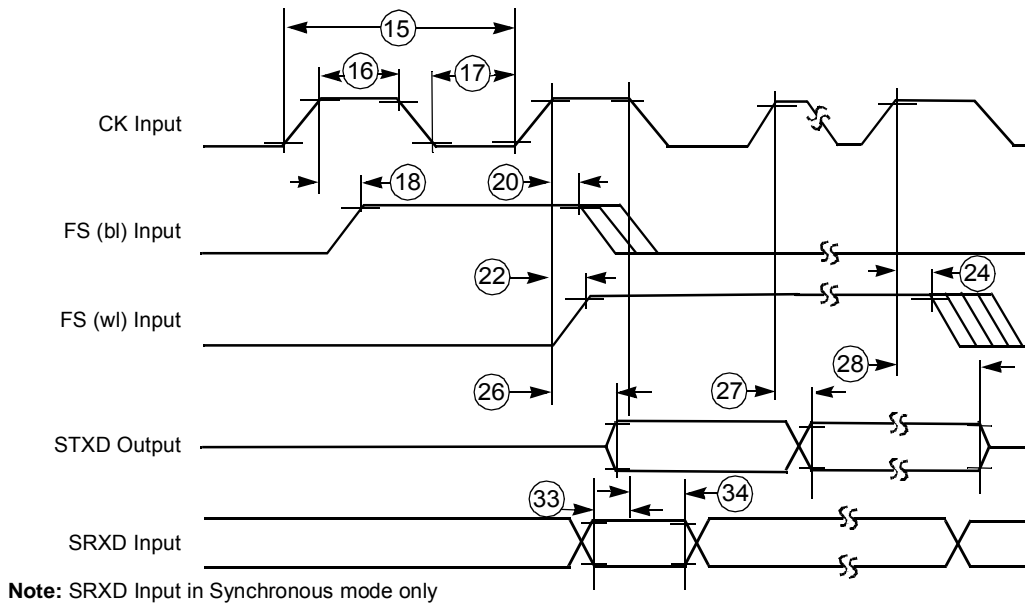 15
16
17
CK Input
18
20
FS (bl) Input
22
24
FS (wl) Input
26
27
28
STXD Output
33
34
SRXD Input
Note: SRXD Input in Synchronous mode only